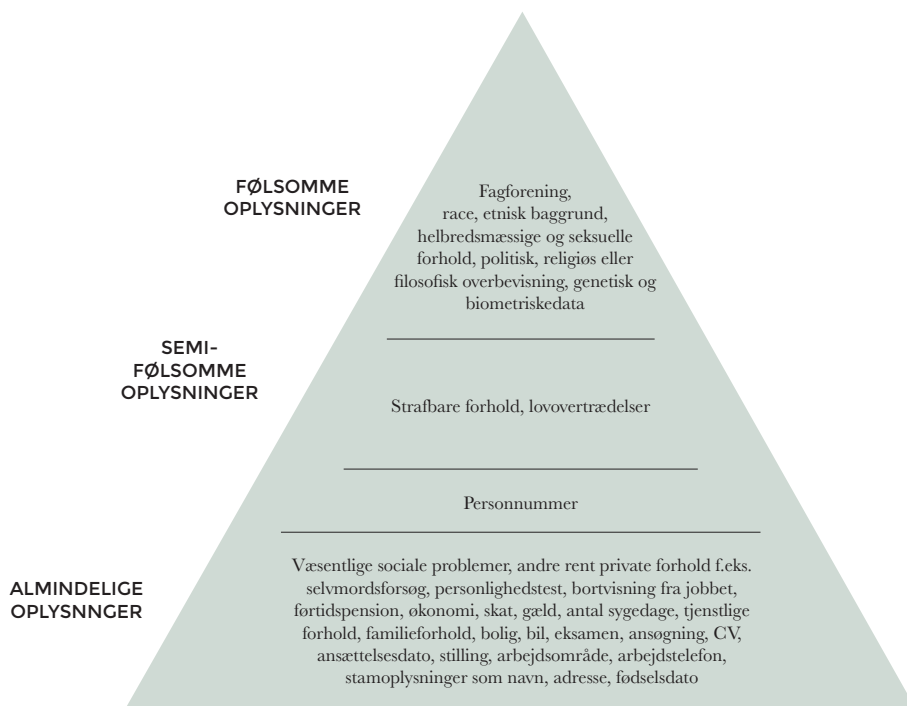 FØLSOMME
OPLYSNINGER
Fagforening,
race, etnisk baggrund,
helbredsmæssige og seksuelle
forhold, politisk, religiøs eller
filosofisk overbevisning, genetisk og
biometriskedata
SEMI-
FØLSOMME
OPLYSNINGER
Strafbare forhold, lovovertrædelser
Personnummer
ALMINDELIGE
OPLYSNNGER
Væsentlige sociale problemer, andre rent private forhold f.eks.
selvmordsforsøg, personlighedstest, bortvisning fra jobbet,
førtidspension, økonomi, skat, gæld, antal sygedage, tjenstlige
forhold, familieforhold, bolig, bil, eksamen, ansøgning, CV,
ansættelsesdato, stilling, arbejdsområde, arbejdstelefon,
stamoplysninger som navn, adresse, fødselsdato